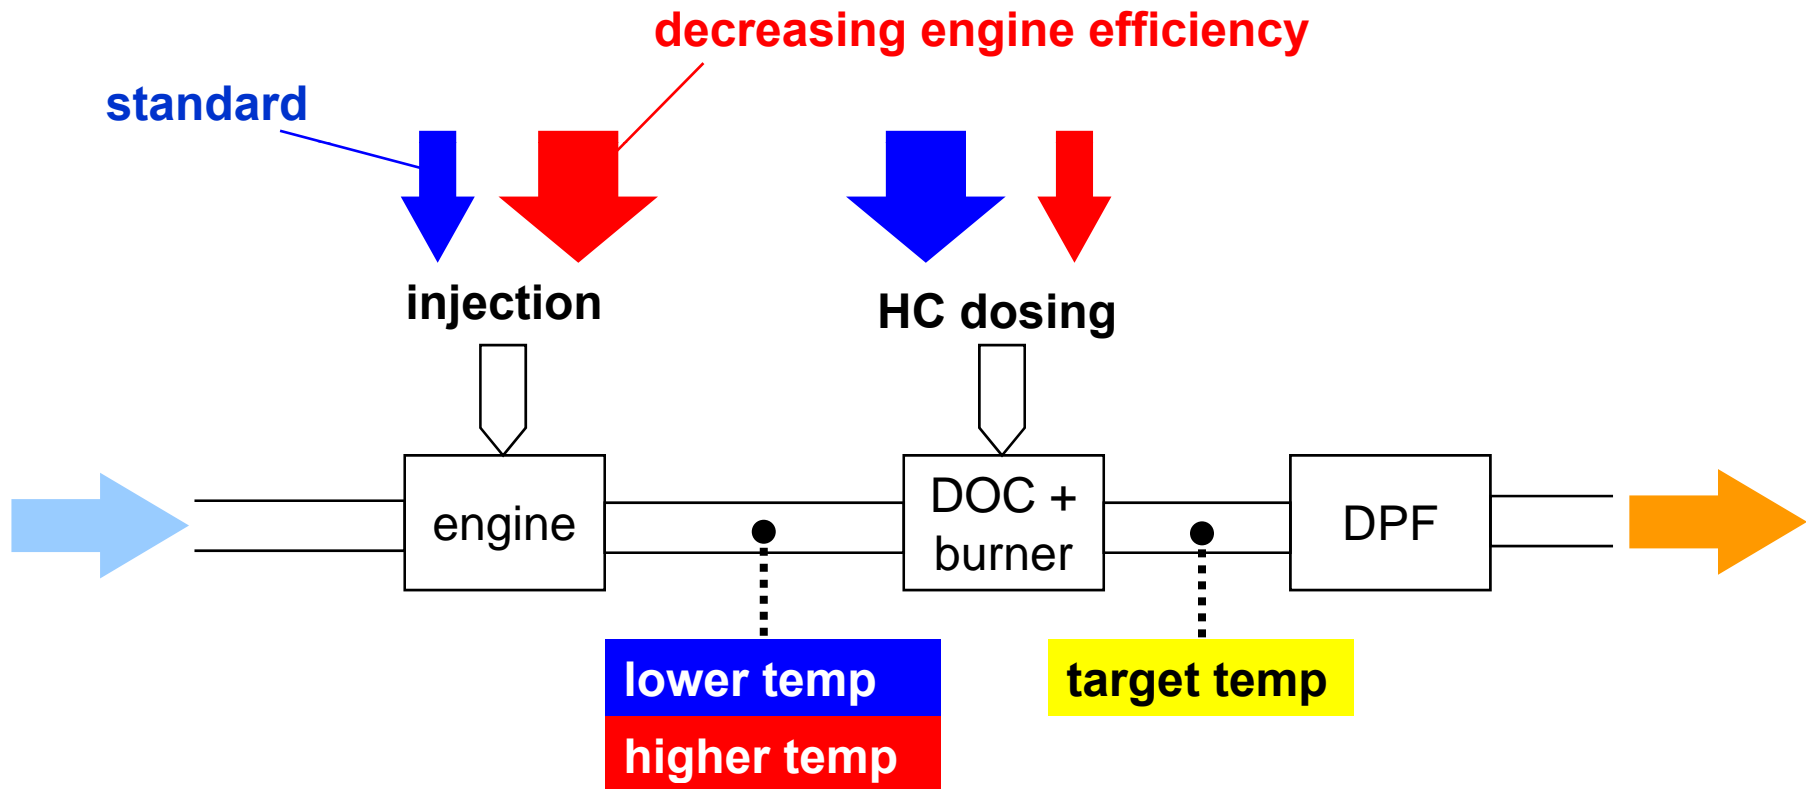 decreasing engine efficiency
standard
injection
HC dosing
engine
DOC +
burner
DPF
lower temp
higher temp
target temp